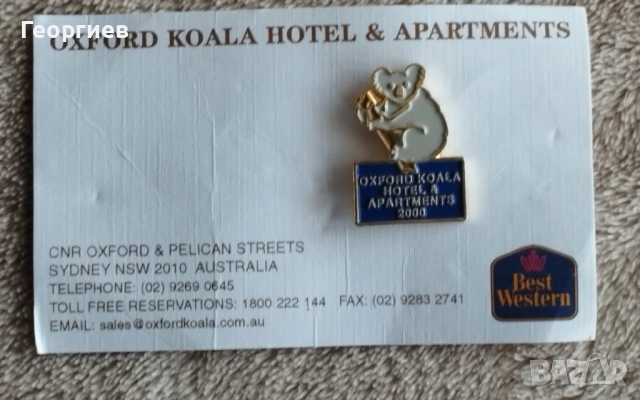 Георгиев
OXFORD KOALA HOTEL & APARTMENTS
OXFORD KOALA
HOTEL &
APARTMENTS
2000
CNR OXFORD & PELICAN STREETS
SYDNEY NSW 2010 AUSTRALIA
TELEPHONE: (02) 9269 0645
TOLL FREE RESERVATIONS: 1800 222 144 FAX: (02) 9283 2741
EMAIL: sales@oxfordkoala.com.au
Best
Western
BAZAR